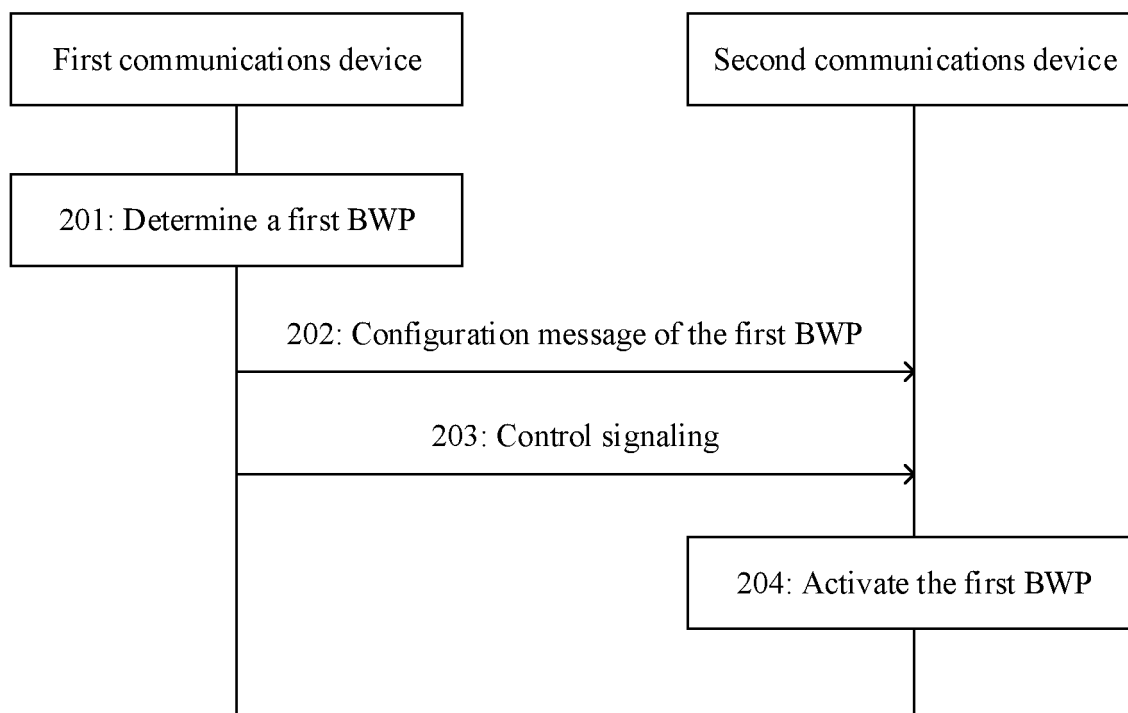 First communications device
Second communications device
201: Determine a first BWP
202: Configuration message of the first BWP
203: Control signaling
204: Activate the first BWP